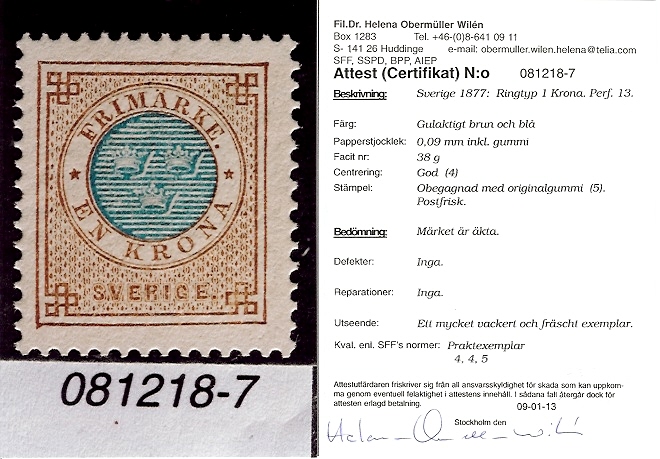 FRIMÄRKE.
EN KRONA
SVERIGE.
081218-7
Fil.Dr. Helena Obermüller Wilén
Box 1283 Tel. +46-(0)8-641 09 11
S- 141 26 Huddinge e-mail: obermuller.wilen.helena@telia.com
SFF, SSPD, BPP, AIEP
Attest (Certifikat) N:o 081218-7
Beskrivning: Sverige 1877: Ringtyp 1 Krona. Perf. 13.
Färg: Gulaktigt brun och blå
Papperstjocklek: 0,09 mm inkl. gummi
Facit nr: 38 g
Centrering: God (4)
Stämpel: Obegagnad med originalgummi (5).
Postfrisk.
Bedömning: Märket är äkta.
Defekter: Inga.
Reparationer: Inga.
Utseende: Ett mycket vackert och fräscht exemplar.
Kval. enl. SFF's normer: Praktexemplar
4, 4, 5
Attestutfärdaren friskriver sig från all ansvarsskyldighet för skada som kan uppkom-
ma genom eventuell felaktighet i attestens innehåll. I sådana fall återgår dock för
attesten erlagd betalning. 09-01-13
Stockholm den
Helena Obermüller Wilén